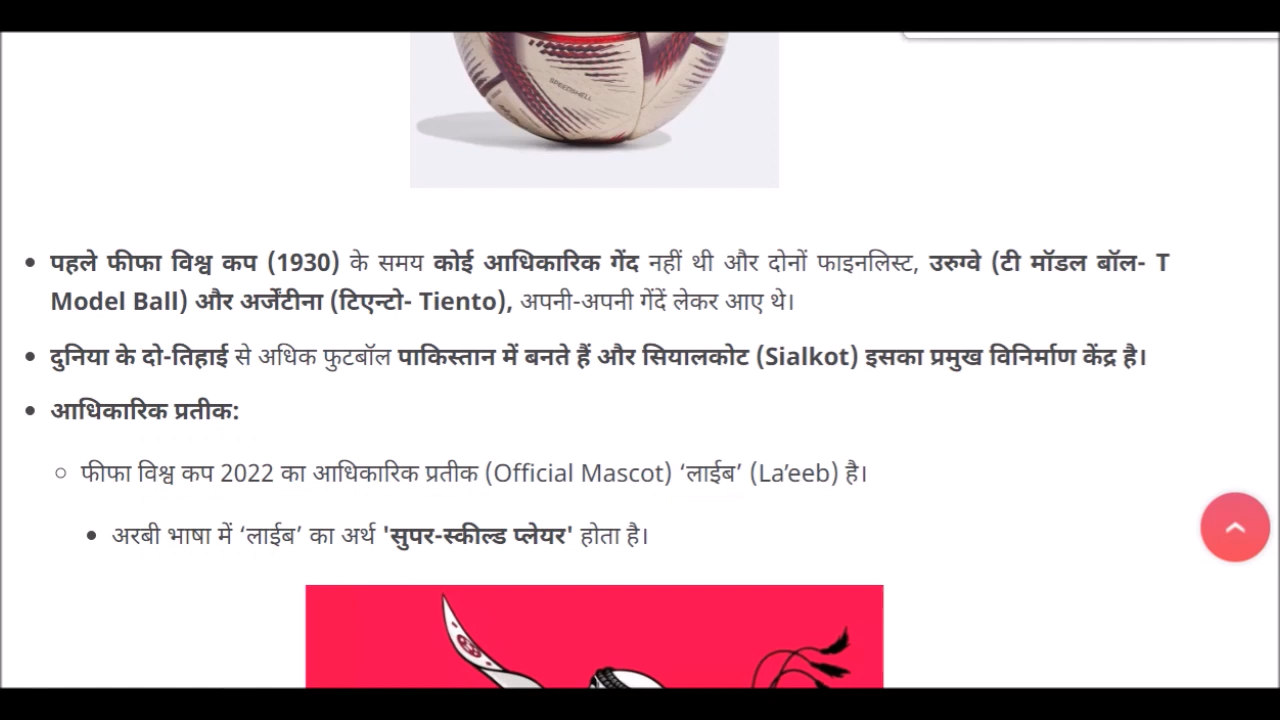 SPEEDSHELL
पहले फीफा विश्व कप (1930) के समय कोई आधिकारिक गेंद नहीं थी और दोनों फाइनलिस्ट, उरुग्वे (टी मॉडल बॉल- T
Model Ball) और अर्जेंटीना (टिएन्टो- Tiento), अपनी-अपनी गेंदें लेकर आए थे।
दुनिया के दो-तिहाई से अधिक फुटबॉल पाकिस्तान में बनते हैं और सियालकोट (Sialkot) इसका प्रमुख विनिर्माण केंद्र है।
आधिकारिक प्रतीक:
फीफा विश्व कप 2022 का आधिकारिक प्रतीक (Official Mascot) ‘लाईब’ (La’eeb) है।
अरबी भाषा में ‘लाईब’ का अर्थ 'सुपर-स्कील्ड प्लेयर' होता है।